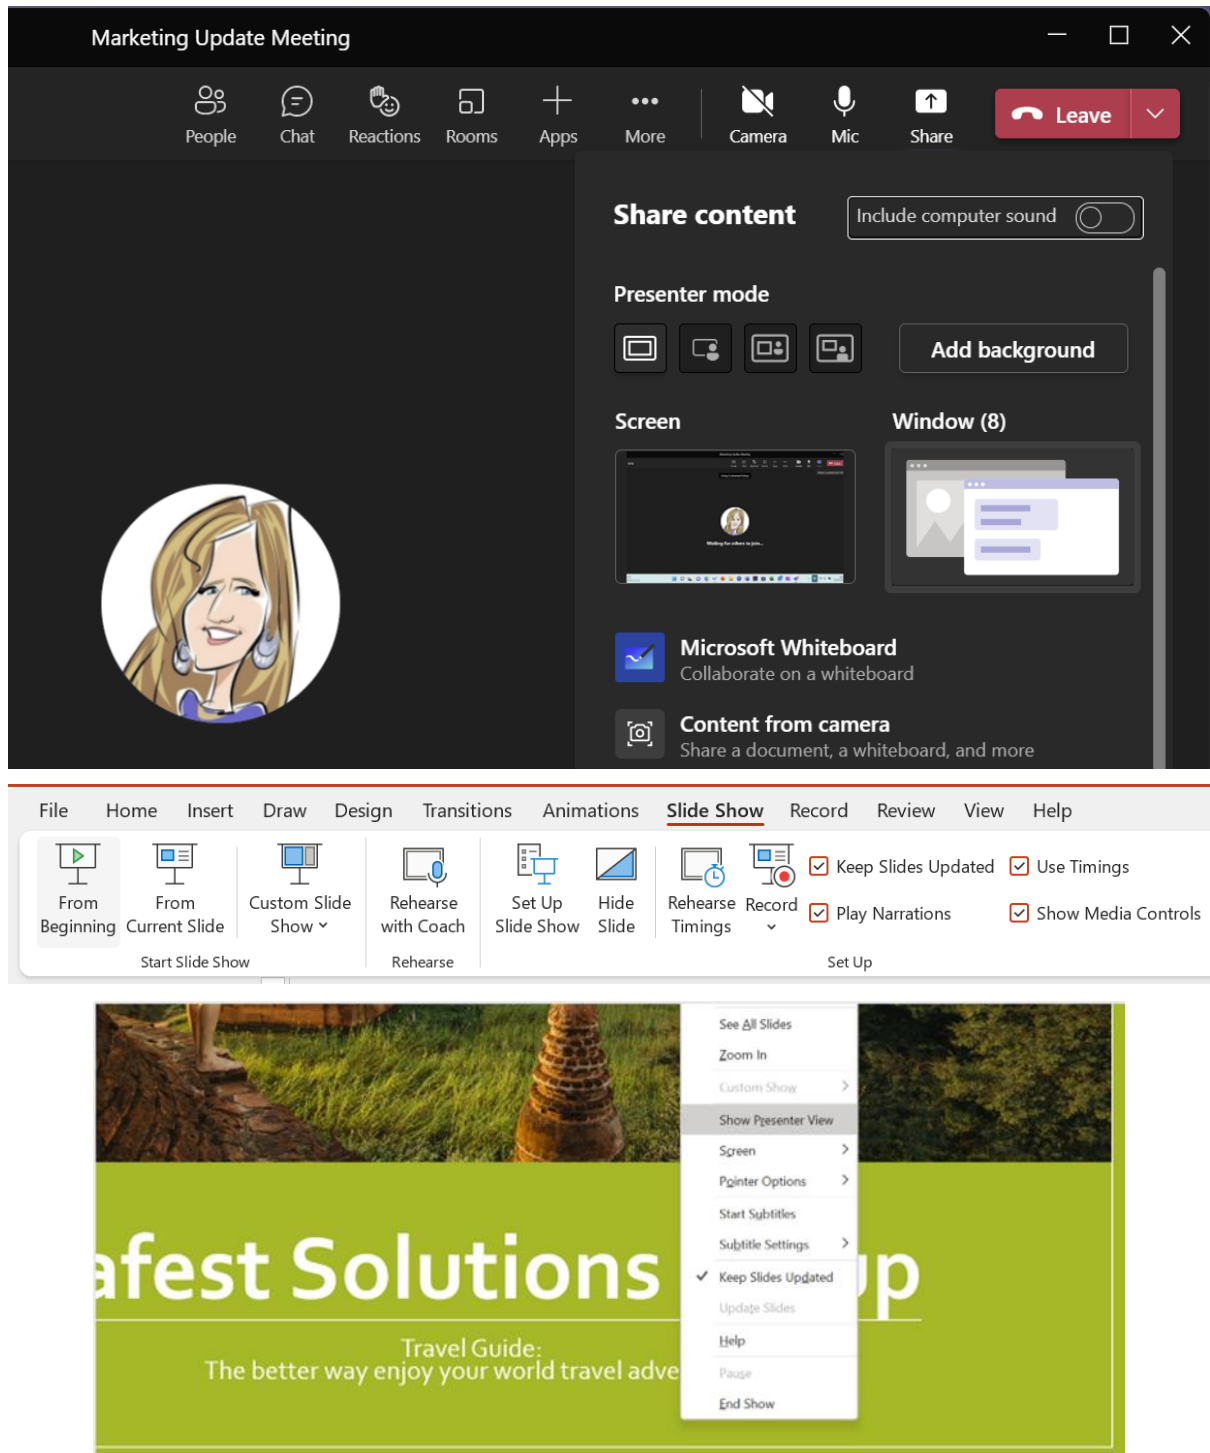 Marketing Update Meeting
People Chat Reactions Rooms Apps More Camera Mic Share Leave
Share content Include computer sound
Presenter mode
Add background
Screen Window (8)
Microsoft Whiteboard
Collaborate on a whiteboard
Content from camera
Share a document, a whiteboard, and more
File Home Insert Draw Design Transitions Animations Slide Show Record Review View Help
From Beginning
From Current Slide
Custom Slide Show
Start Slide Show
Rehearse with Coach
Rehearse
Set Up Slide Show
Hide Slide
Rehearse Timings
Record
Keep Slides Updated
Use Timings
Play Narrations
Show Media Controls
Set Up
See All Slides
Zoom In
Custom Show
Show Presenter View
Screen
Pointer Options
Start Subtitles
Subtitle Settings
Keep Slides Updated
Update Slides
Help
Pause
End Show
afest Solutions up
Travel Guide:
The better way enjoy your world travel adve